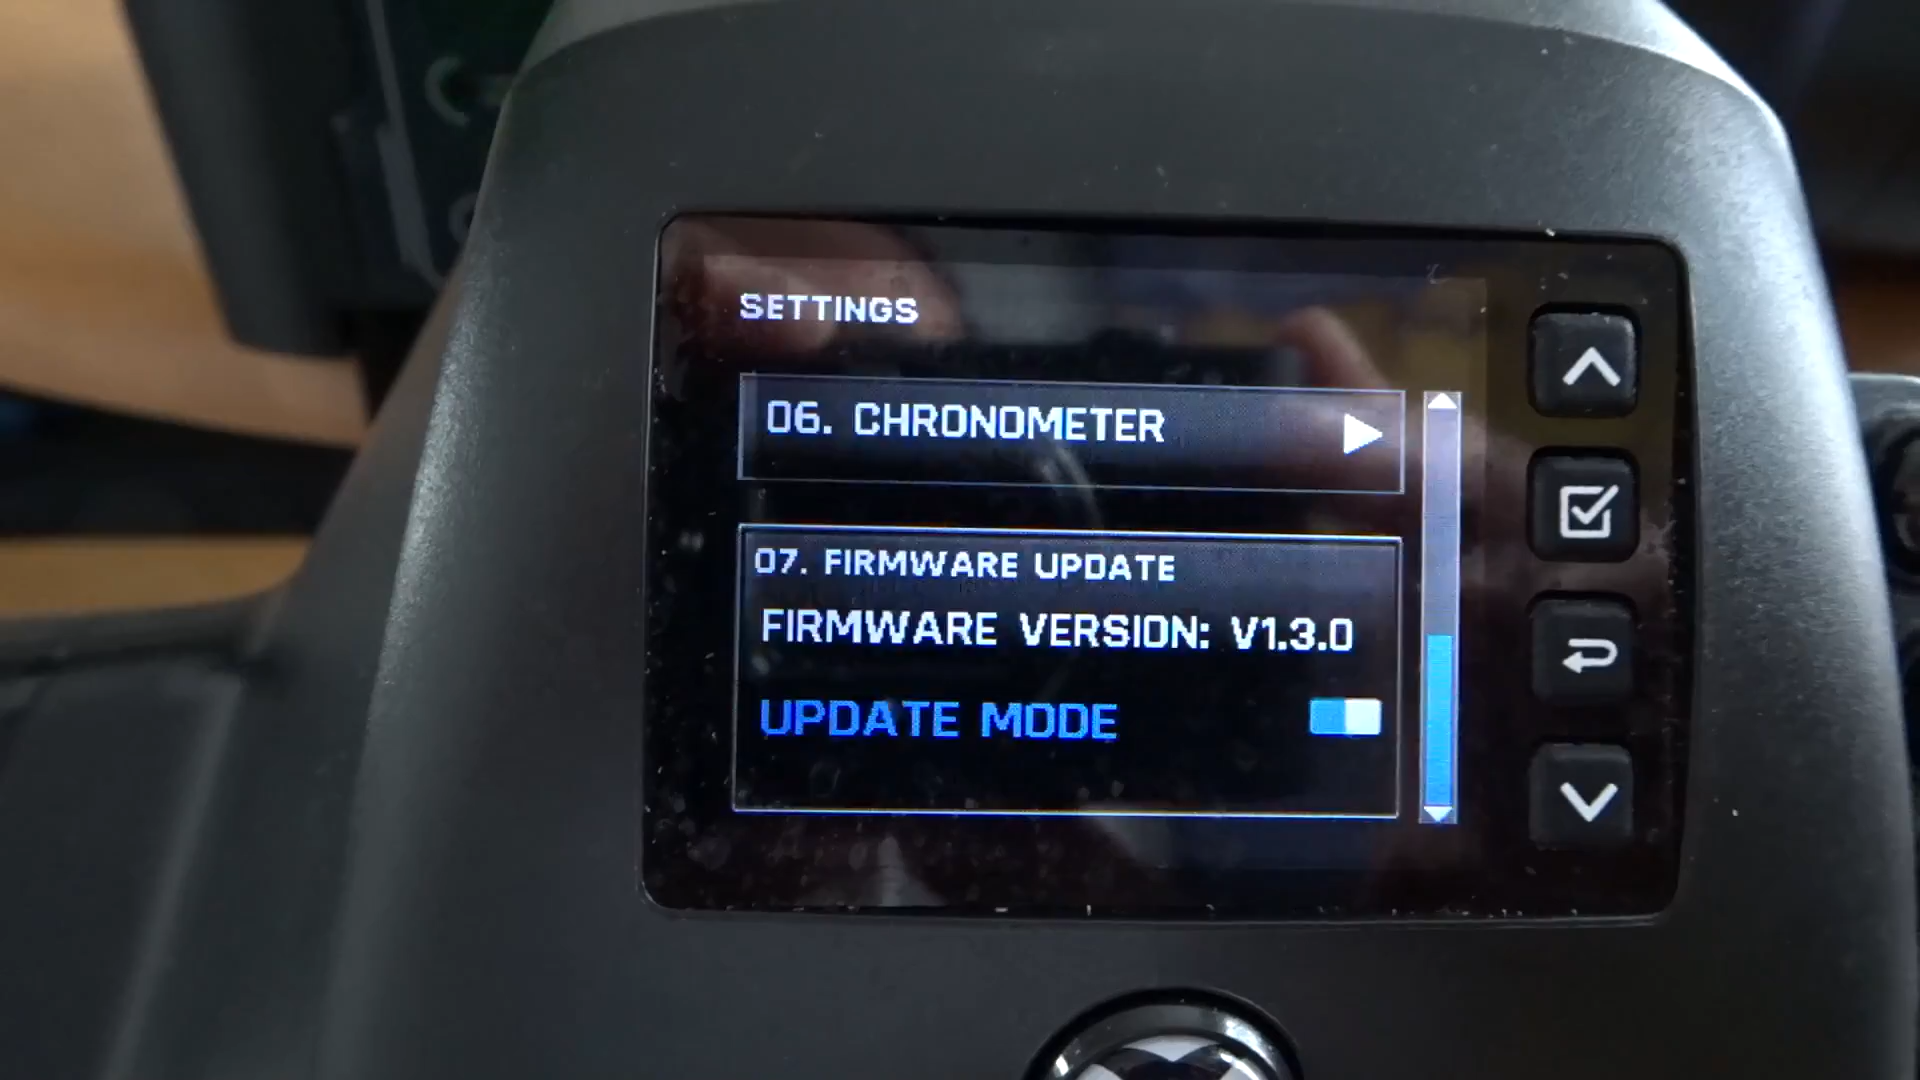 SETTINGS
06. CHRONOMETER
07. FIRMWARE UPDATE
FIRMWARE VERSION: V1.3.0
UPDATE MODE